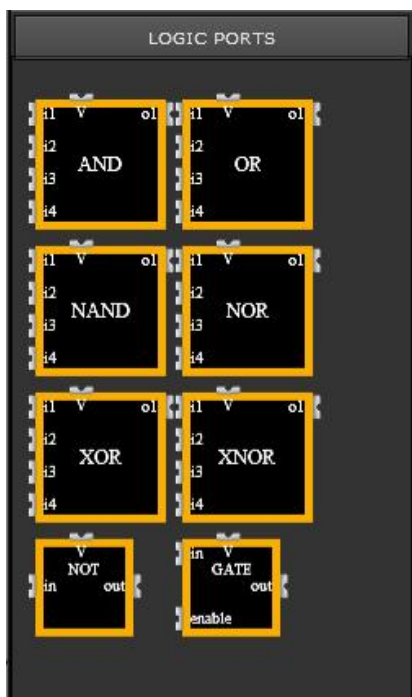 LOGIC PORTS
i1 V o1 i1 V o1
i2 i2
AND OR
i3 i3
i4 i4
i1 V o1 i1 V o1
i2 i2
NAND NOR
i3 i3
i4 i4
i1 V o1 i1 V o1
i2 i2
XOR XNOR
i3 i3
i4 i4
V in V
NOT GATE
in out out
enable